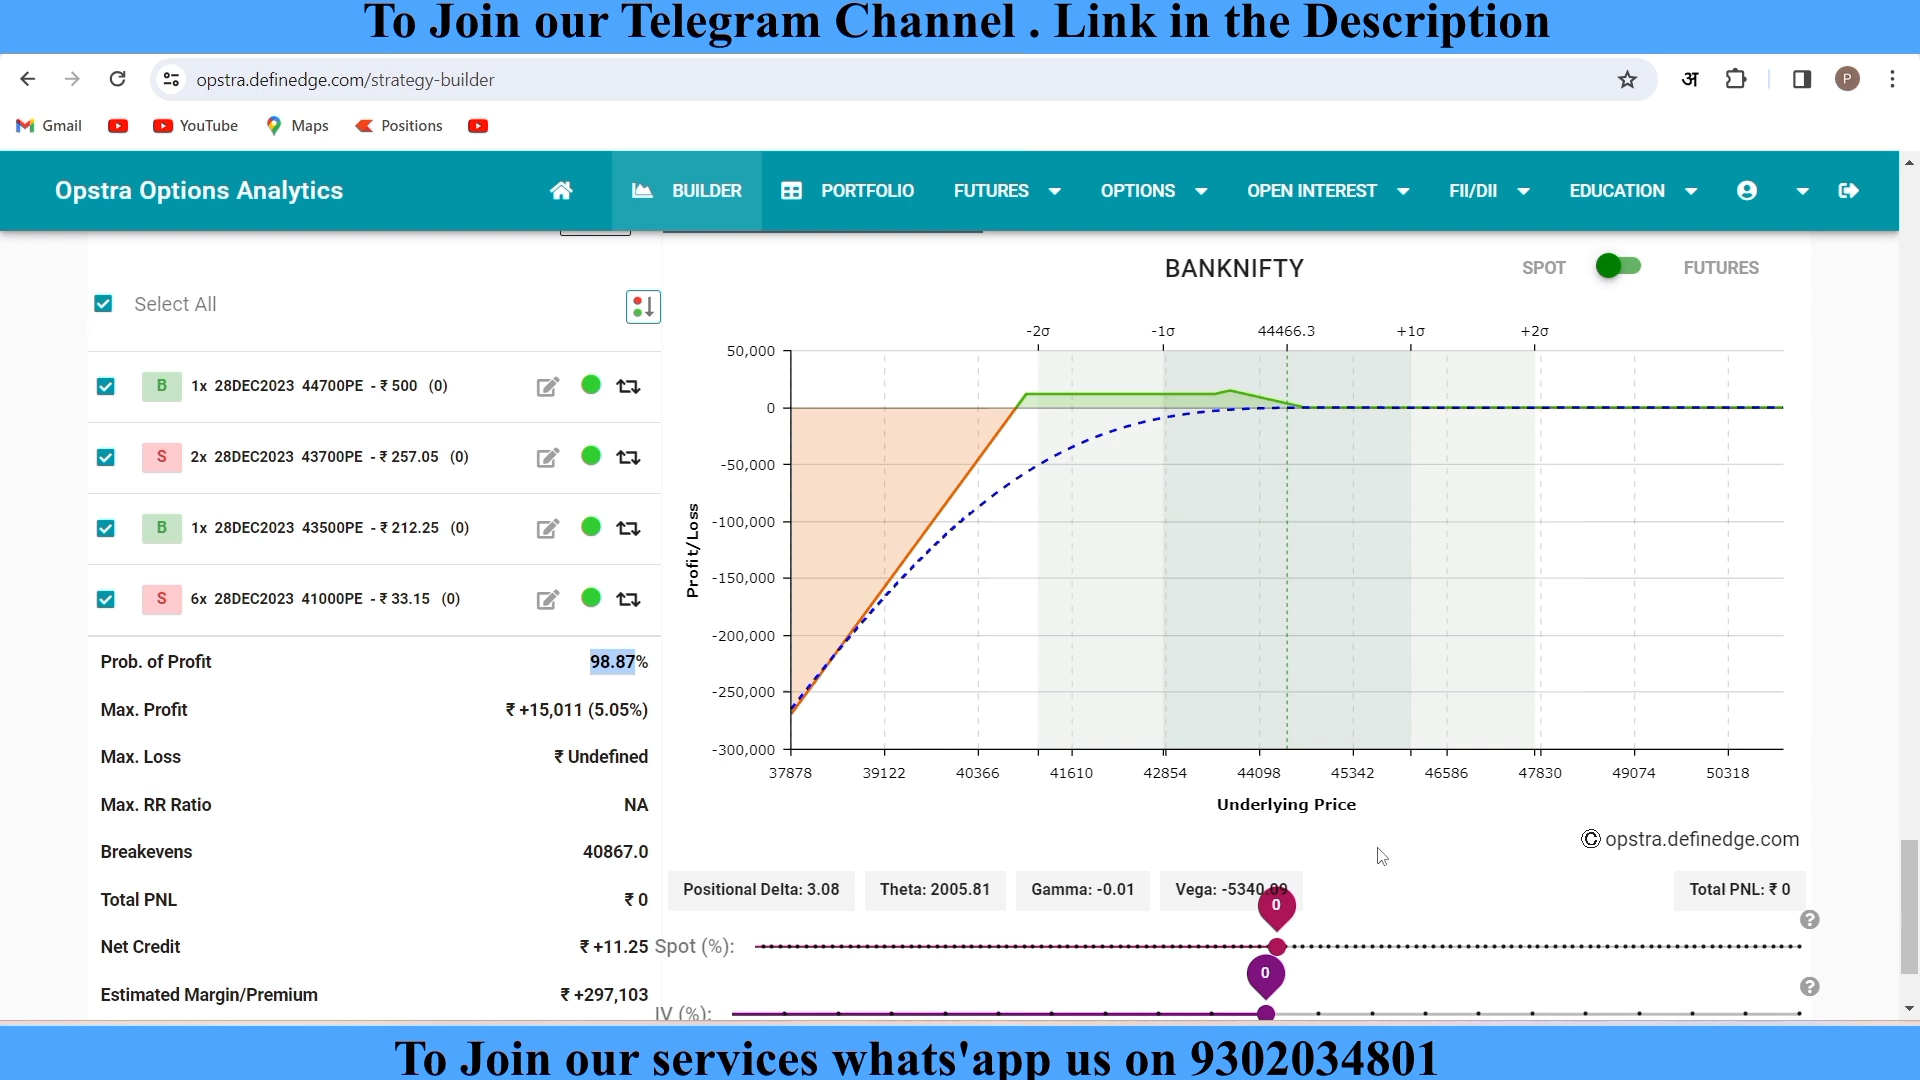 To Join our Telegram Channel . Link in the Description
opstra.definedge.com/strategy-builder
अ
P
Gmail YouTube Maps Positions
Opstra Options Analytics BUILDER PORTFOLIO FUTURES OPTIONS OPEN INTEREST FII/DII EDUCATION
Select All
B 1x 28DEC2023 44700PE - ₹ 500 (0)
S 2x 28DEC2023 43700PE - ₹ 257.05 (0)
B 1x 28DEC2023 43500PE - ₹ 212.25 (0)
S 6x 28DEC2023 41000PE - ₹ 33.15 (0)
Prob. of Profit 98.87%
Max. Profit ₹ +15,011 (5.05%)
Max. Loss ₹ Undefined
Max. RR Ratio NA
Breakevens 40867.0
Total PNL ₹ 0
Net Credit ₹ +11.25
Estimated Margin/Premium ₹ +297,103
BANKNIFTY
SPOT FUTURES
-2σ -1σ 44466.3 +1σ +2σ
50,000
0
-50,000
-100,000
-150,000
-200,000
-250,000
-300,000
Profit/Loss
37878 39122 40366 41610 42854 44098 45342 46586 47830 49074 50318
Underlying Price
© opstra.definedge.com
Positional Delta: 3.08 Theta: 2005.81 Gamma: -0.01 Vega: -5340.09 Total PNL: ₹ 0
0
?
Spot (%):
0
?
IV (%):
To Join our services whats'app us on 9302034801